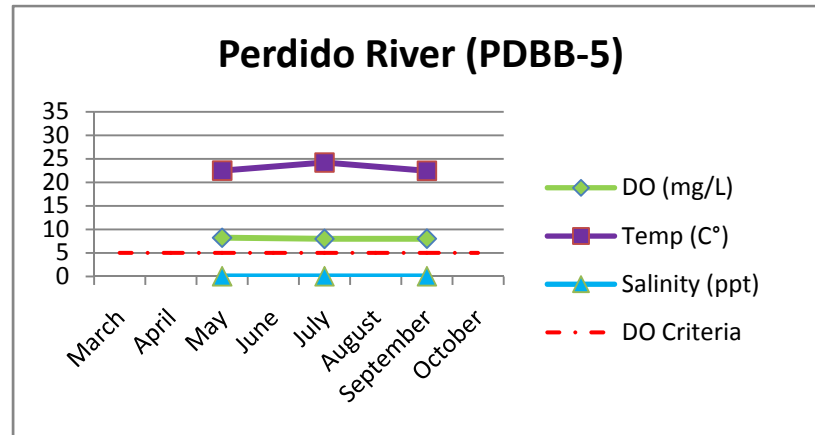 Perdido River (PDBB-5)
35
30
25
20
15
10
5
0
March
April
May
June
July
August
September
October
DO (mg/L)
Temp (C°)
Salinity (ppt)
DO Criteria